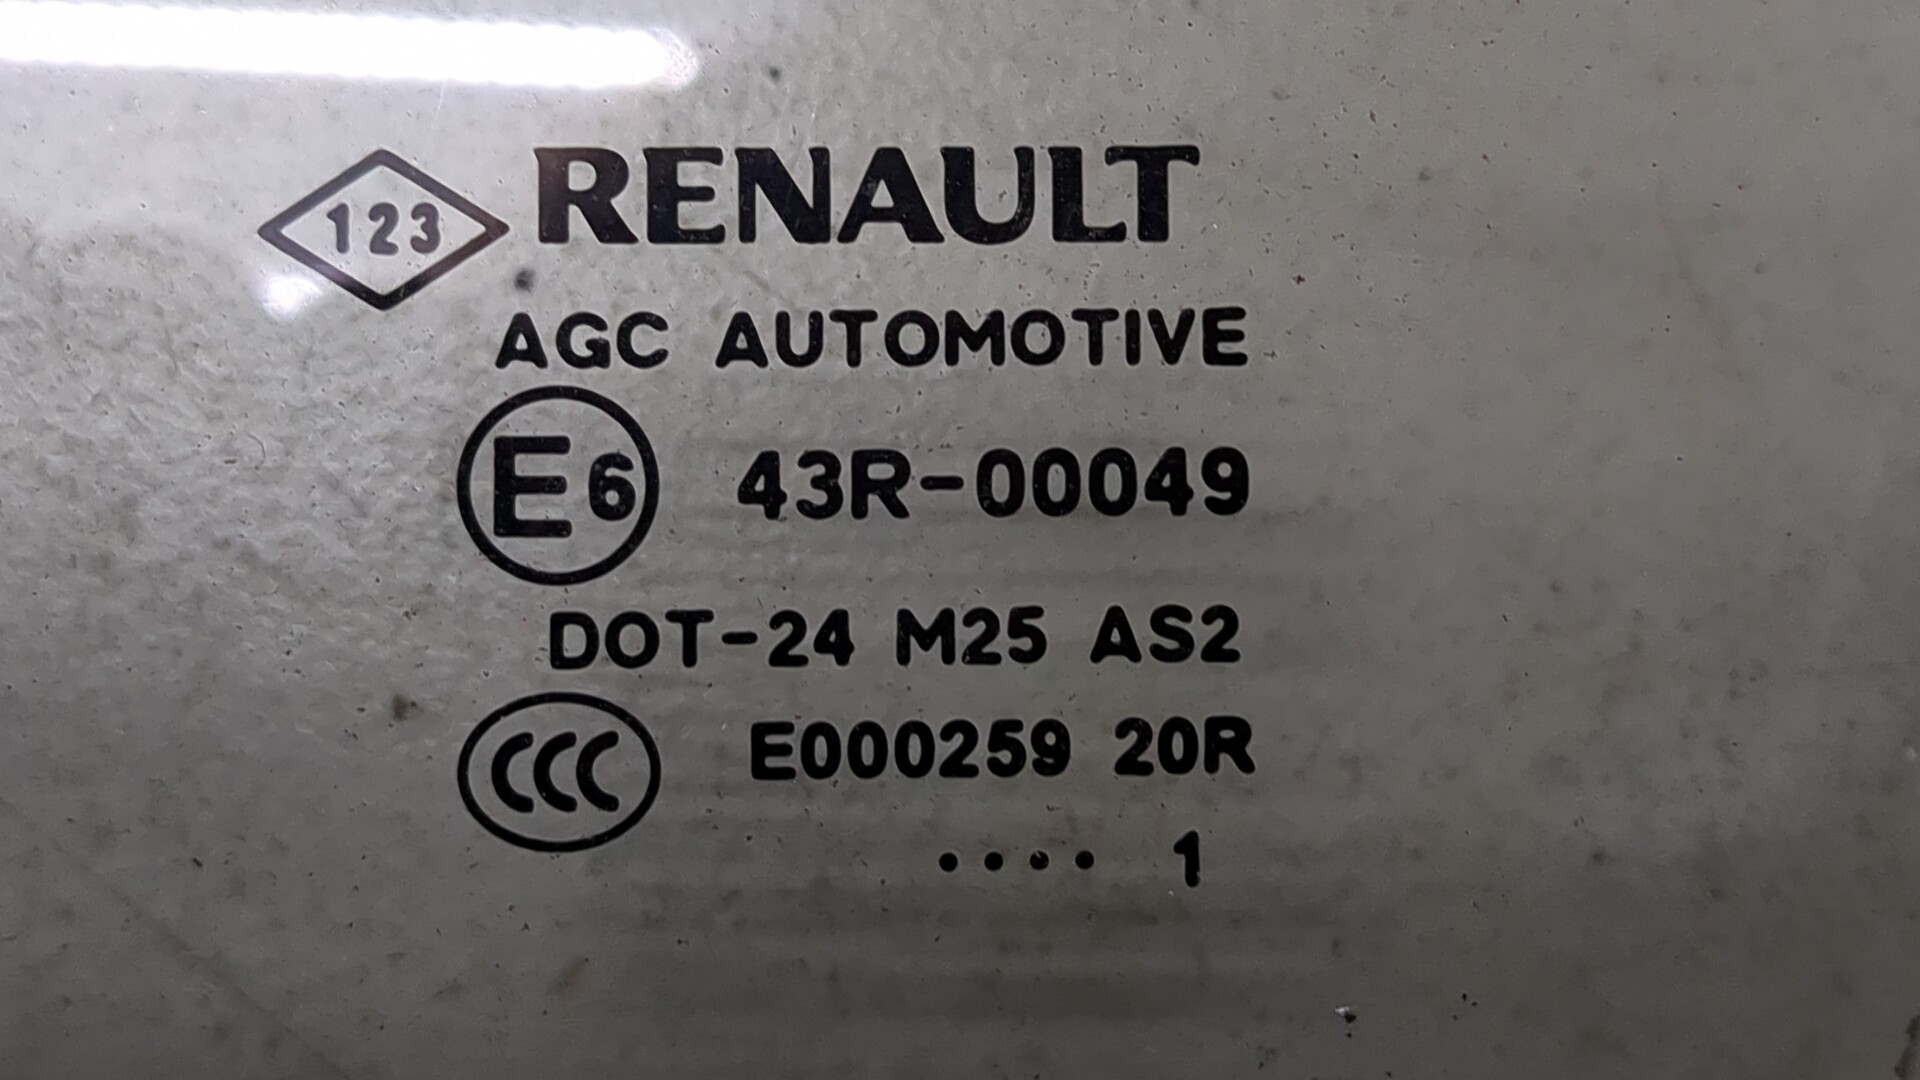 123 RENAULT
AGC AUTOMOTIVE
E6 43R-00049
DOT-24 M25 AS2
CCC E000259 20R
.... 1